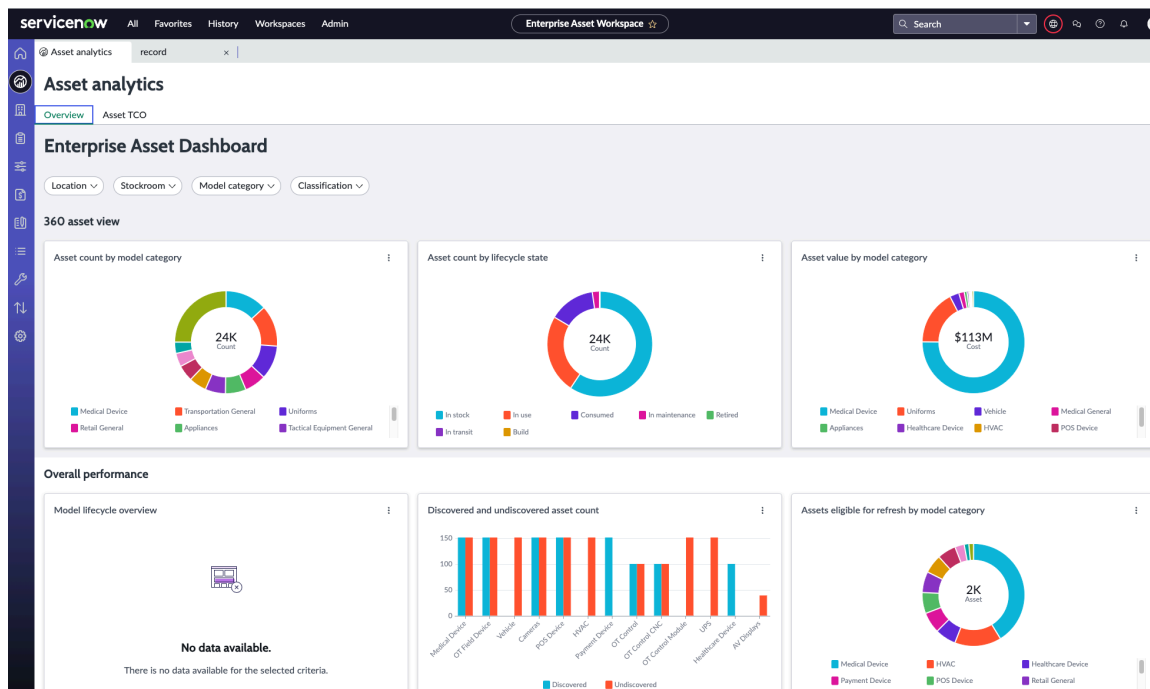 servicenow All Favorites History Workspaces Admin Enterprise Asset Workspace Search
Asset analytics record
Asset analytics
Overview Asset TCO
Enterprise Asset Dashboard
Location Stockroom Model category Classification
360 asset view
Asset count by model category
24K
Count
Medical Device Transportation General Uniforms
Retail General Appliances Tactical Equipment General
Asset count by lifecycle state
24K
Count
In stock In use Consumed In maintenance Retired
In transit Build
Asset value by model category
$113M
Cost
Medical Device Uniforms Vehicle Medical General
Appliances Healthcare Device HVAC POS Device
Overall performance
Model lifecycle overview
No data available.
There is no data available for the selected criteria.
Discovered and undiscovered asset count
150
100
50
0
Medical Device
OT Field Device
Vehicle
Cameras
POS Device
HVAC
Payment Device
OT Control
OT Control CNC
OT Control Module
UPS
Healthcare Device
AV Displays
Discovered Undiscovered
Assets eligible for refresh by model category
2K
Asset
Medical Device HVAC Healthcare Device
Payment Device POS Device Retail General